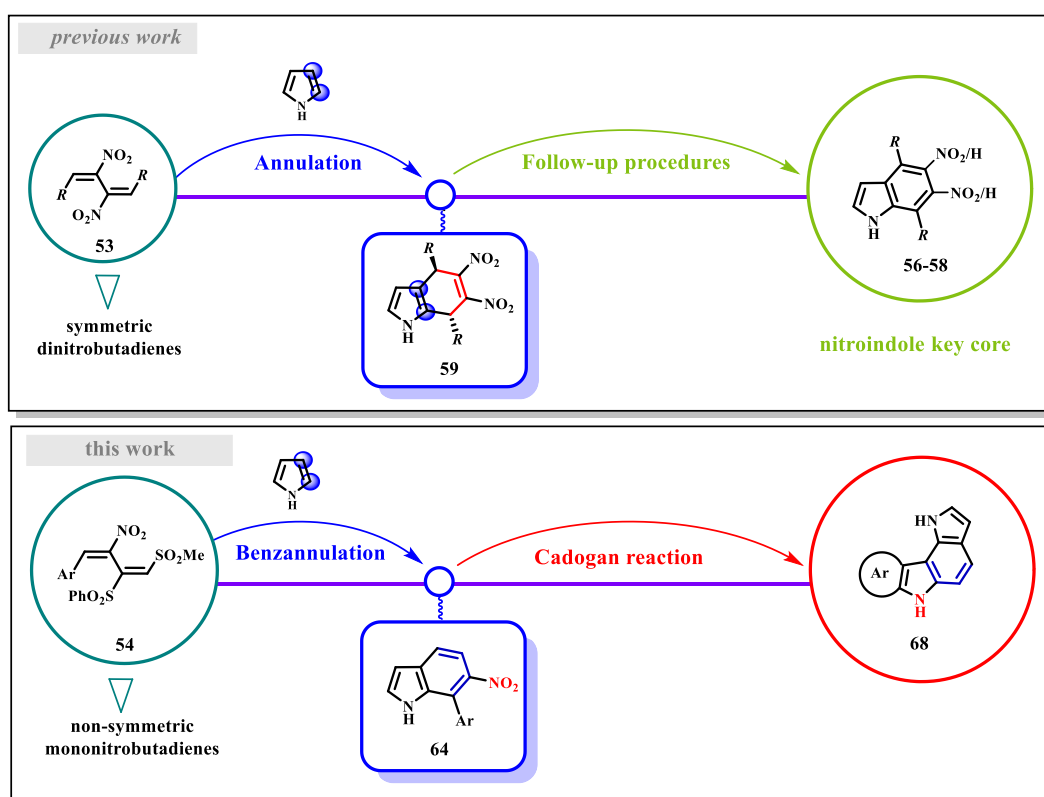 previous work
N
H
Annulation
Follow-up procedures
NO₂
R
R
O₂N
53
R
NO₂/H
NO₂/H
N
H
R
56-58
R
NO₂
NO₂
N
H
R
59
symmetric
dinitrobutadienes
nitroindole key core
this work
N
H
Benzannulation
Cadogan reaction
NO₂
SO₂Me
Ar
PhO₂S
54
HN
Ar
N
H
68
NO₂
N
H
Ar
64
non-symmetric
mononitrobutadienes